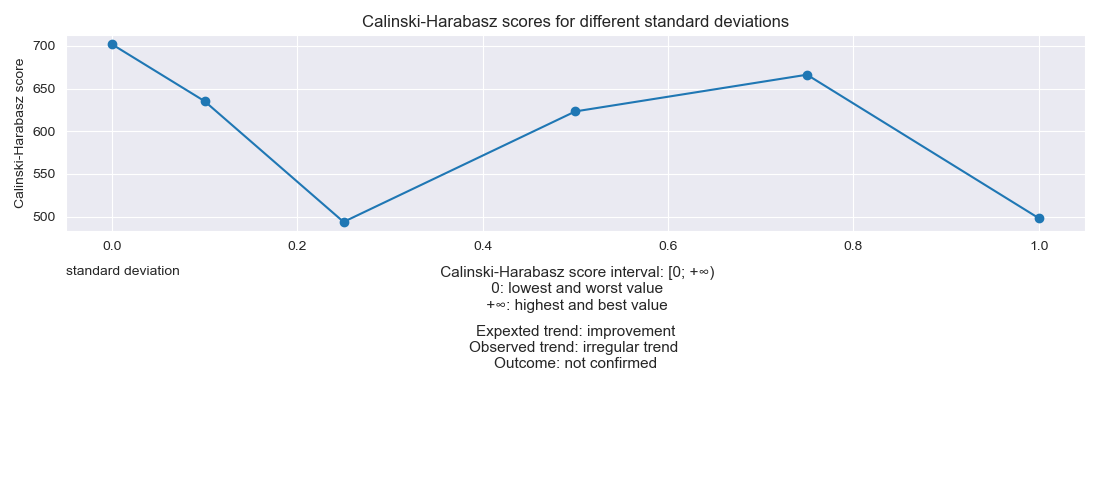 Calinski-Harabasz scores for different standard deviations
Calinski-Harabasz score
700
650
600
550
500
0.0 0.2 0.4 0.6 0.8 1.0
standard deviation
Calinski-Harabasz score interval: [0; +∞)
0: lowest and worst value
+∞: highest and best value
Expexted trend: improvement
Observed trend: irregular trend
Outcome: not confirmed